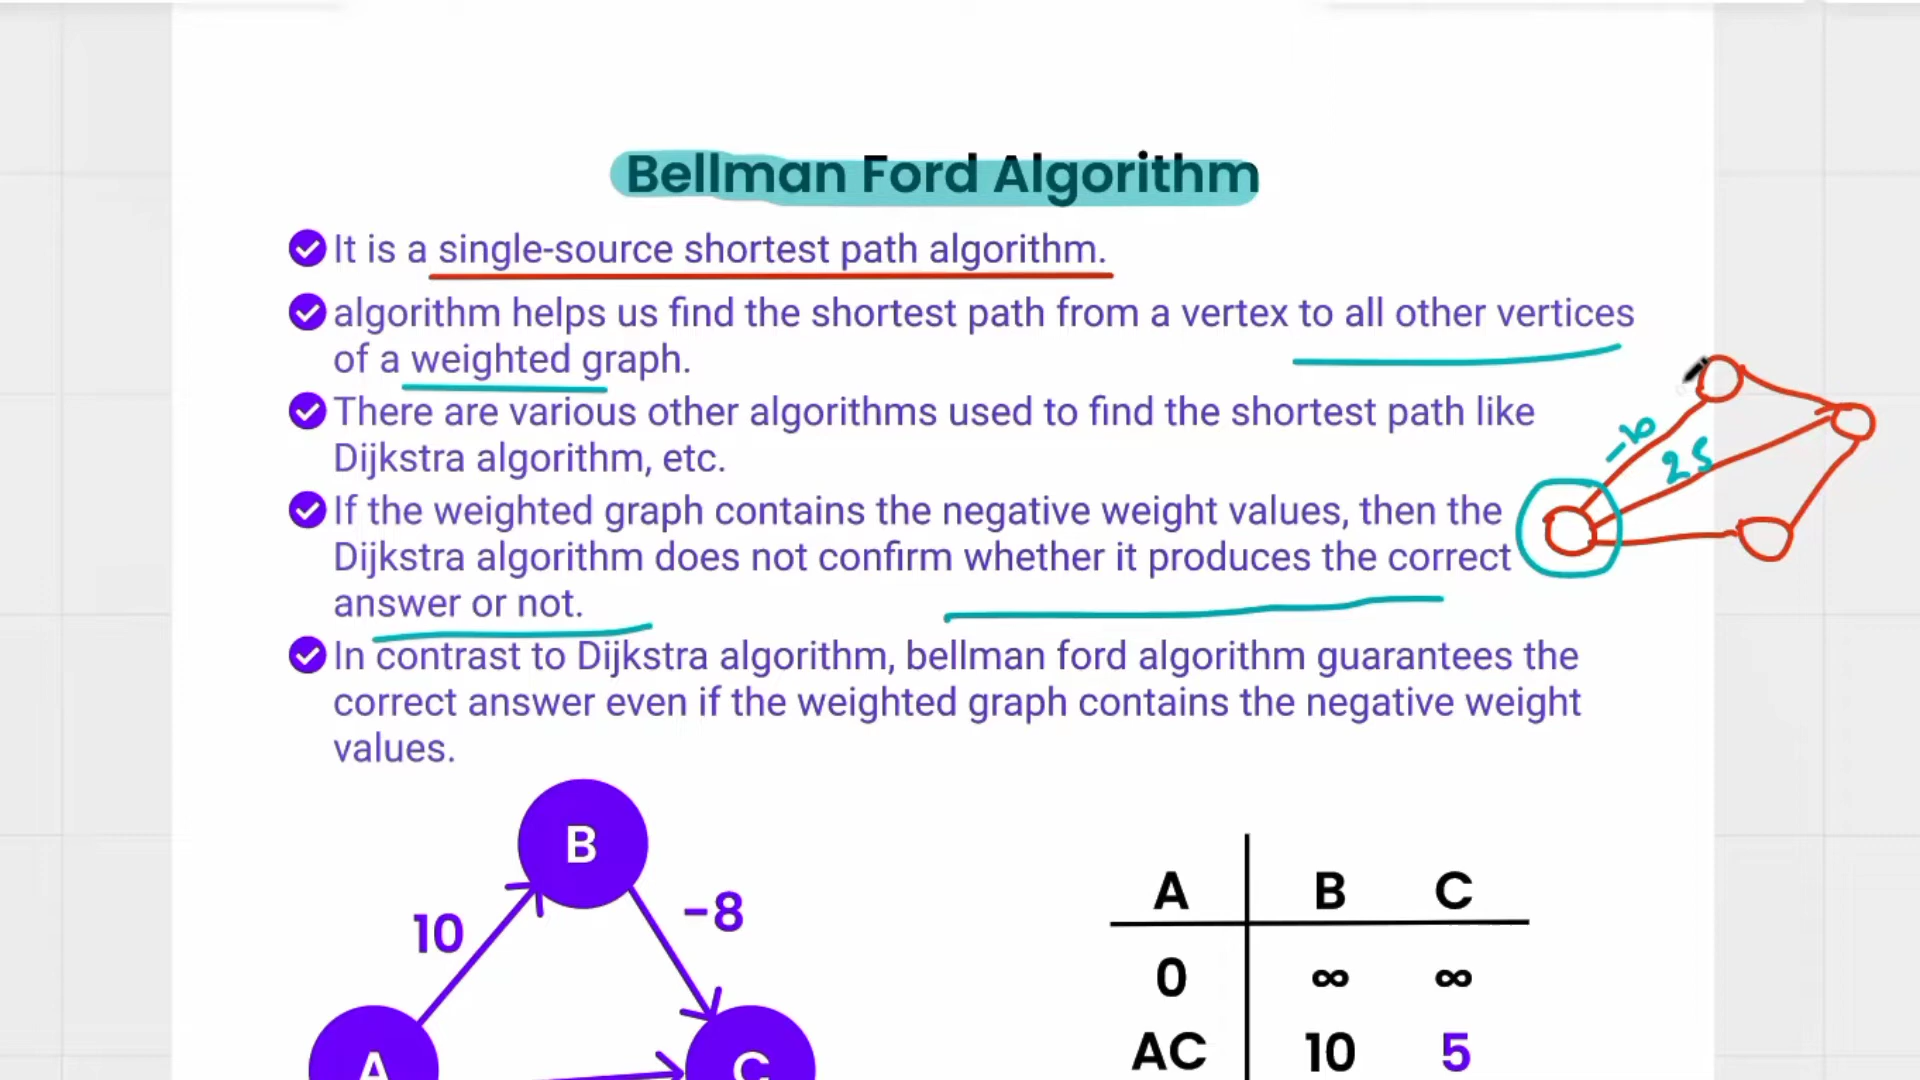 Bellman Ford Algorithm
It is a single-source shortest path algorithm.
algorithm helps us find the shortest path from a vertex to all other vertices
of a weighted graph.
There are various other algorithms used to find the shortest path like
Dijkstra algorithm, etc.
If the weighted graph contains the negative weight values, then the
Dijkstra algorithm does not confirm whether it produces the correct
answer or not.
In contrast to Dijkstra algorithm, bellman ford algorithm guarantees the
correct answer even if the weighted graph contains the negative weight
values.
-10
25
B
10
-8
A
C
A B C
0 ∞ ∞
AC 10 5